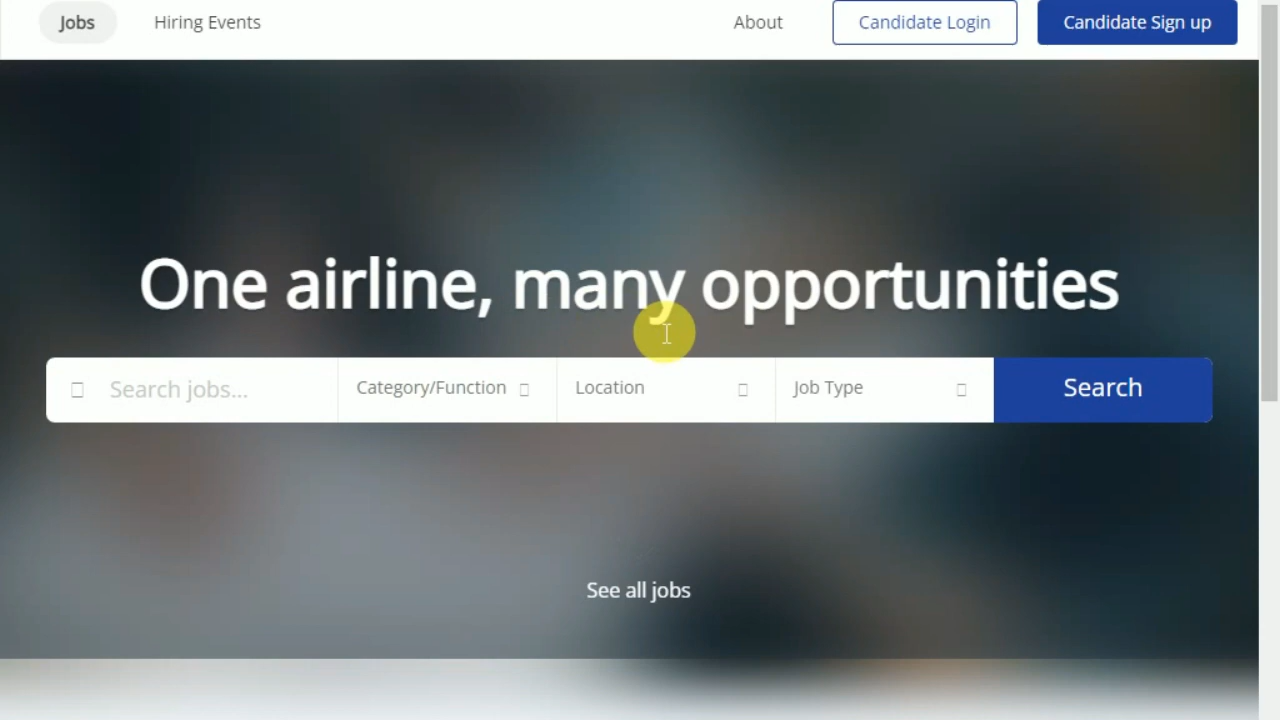 Jobs Hiring Events About Candidate Login Candidate Sign up
One airline, many opportunities
Search jobs... Category/Function Location Job Type Search
See all jobs